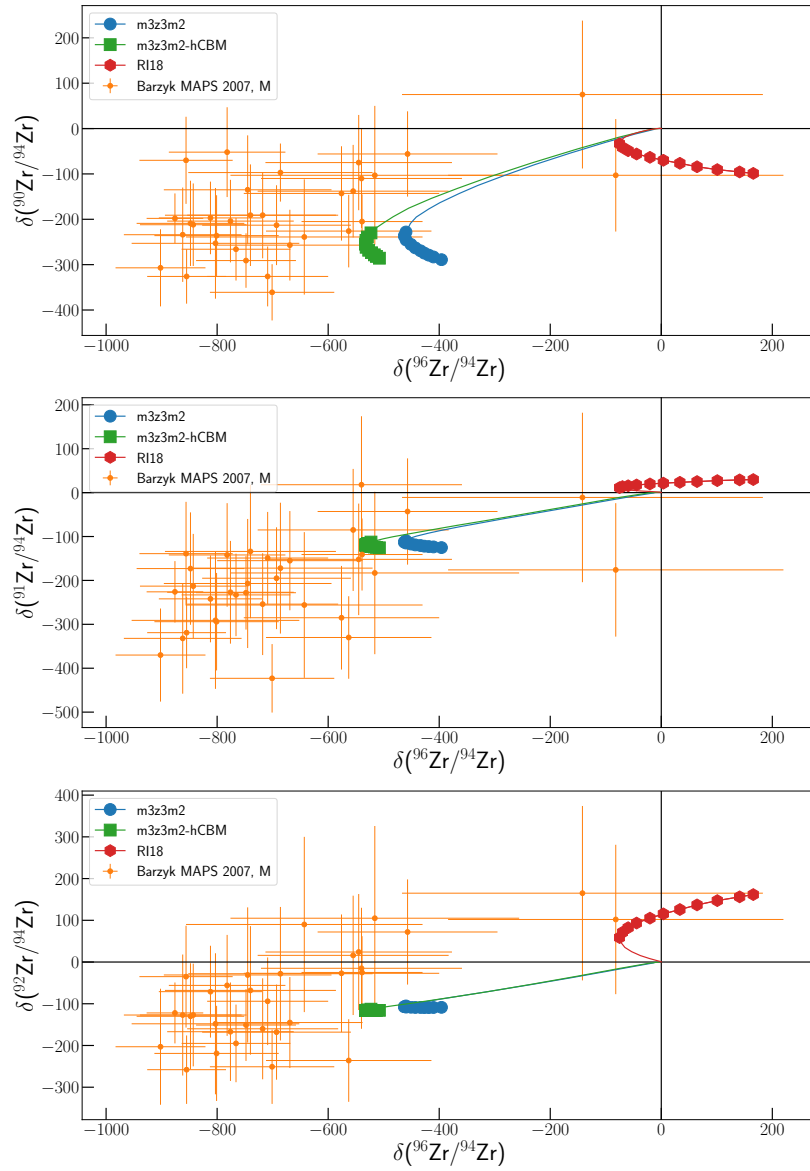 m3z3m2
m3z3m2-hCBM
RI18
Barzyk MAPS 2007, M
200
100
0
−100
−200
−300
−400
δ(⁹⁰Zr/⁹⁴Zr)
−1000 −800 −600 −400 −200 0 200
δ(⁹⁶Zr/⁹⁴Zr)
m3z3m2
m3z3m2-hCBM
RI18
Barzyk MAPS 2007, M
200
100
0
−100
−200
−300
−400
−500
δ(⁹¹Zr/⁹⁴Zr)
−1000 −800 −600 −400 −200 0 200
δ(⁹⁶Zr/⁹⁴Zr)
m3z3m2
m3z3m2-hCBM
RI18
Barzyk MAPS 2007, M
400
300
200
100
0
−100
−200
−300
δ(⁹²Zr/⁹⁴Zr)
−1000 −800 −600 −400 −200 0 200
δ(⁹⁶Zr/⁹⁴Zr)